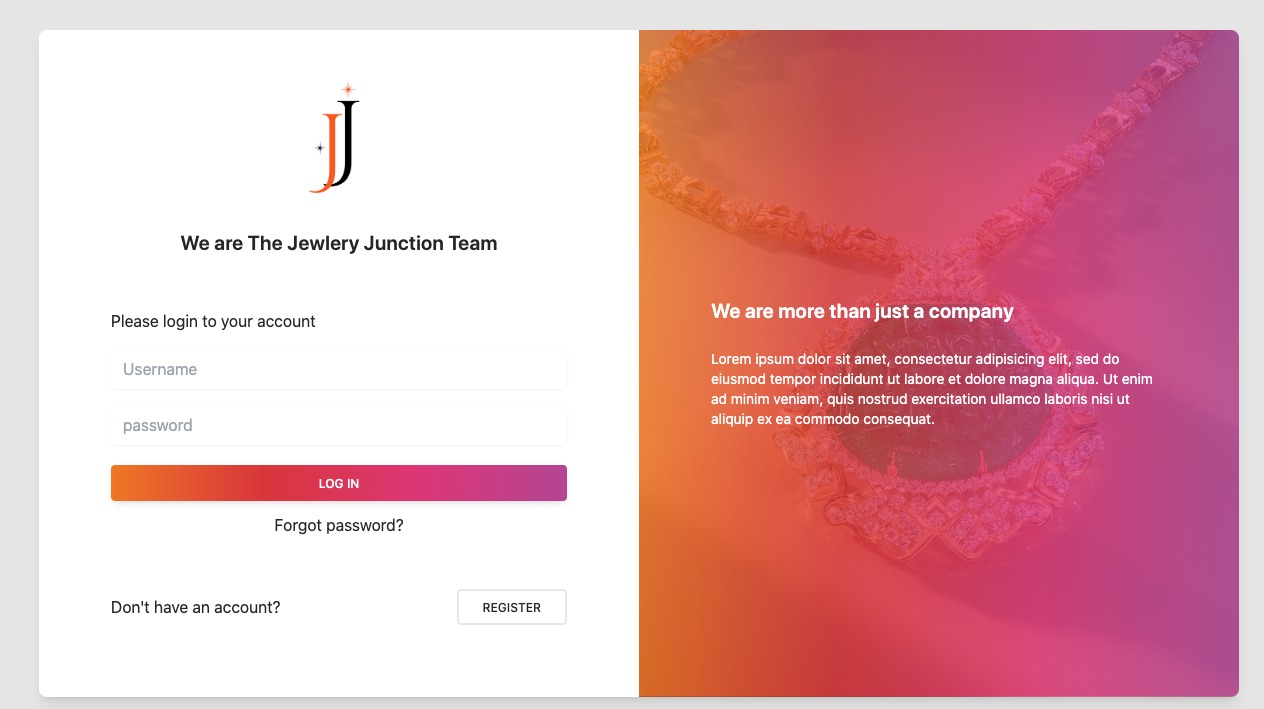 JJ
We are The Jewlery Junction Team
Please login to your account
Username
password
LOG IN
Forgot password?
Don't have an account?
REGISTER
We are more than just a company
Lorem ipsum dolor sit amet, consectetur adipisicing elit, sed do
eiusmod tempor incididunt ut labore et dolore magna aliqua. Ut enim
ad minim veniam, quis nostrud exercitation ullamco laboris nisi ut
aliquip ex ea commodo consequat.